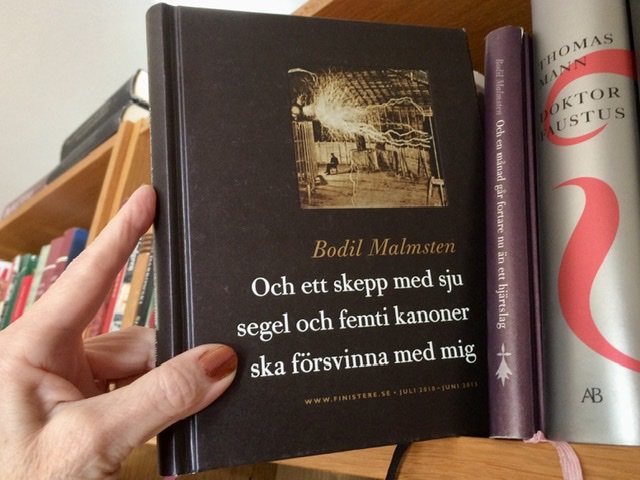 Bodil Malmsten
Och ett skepp med sju
segel och femti kanoner
ska försvinna med mig
WWW.FINISTERE.SE • JULI 2010–JUNI 2013
Bodil Malmsten Och en månad går fortare nu än ett hjärtslag
THOMAS
MANN
DOKTOR
FAUSTUS
AB